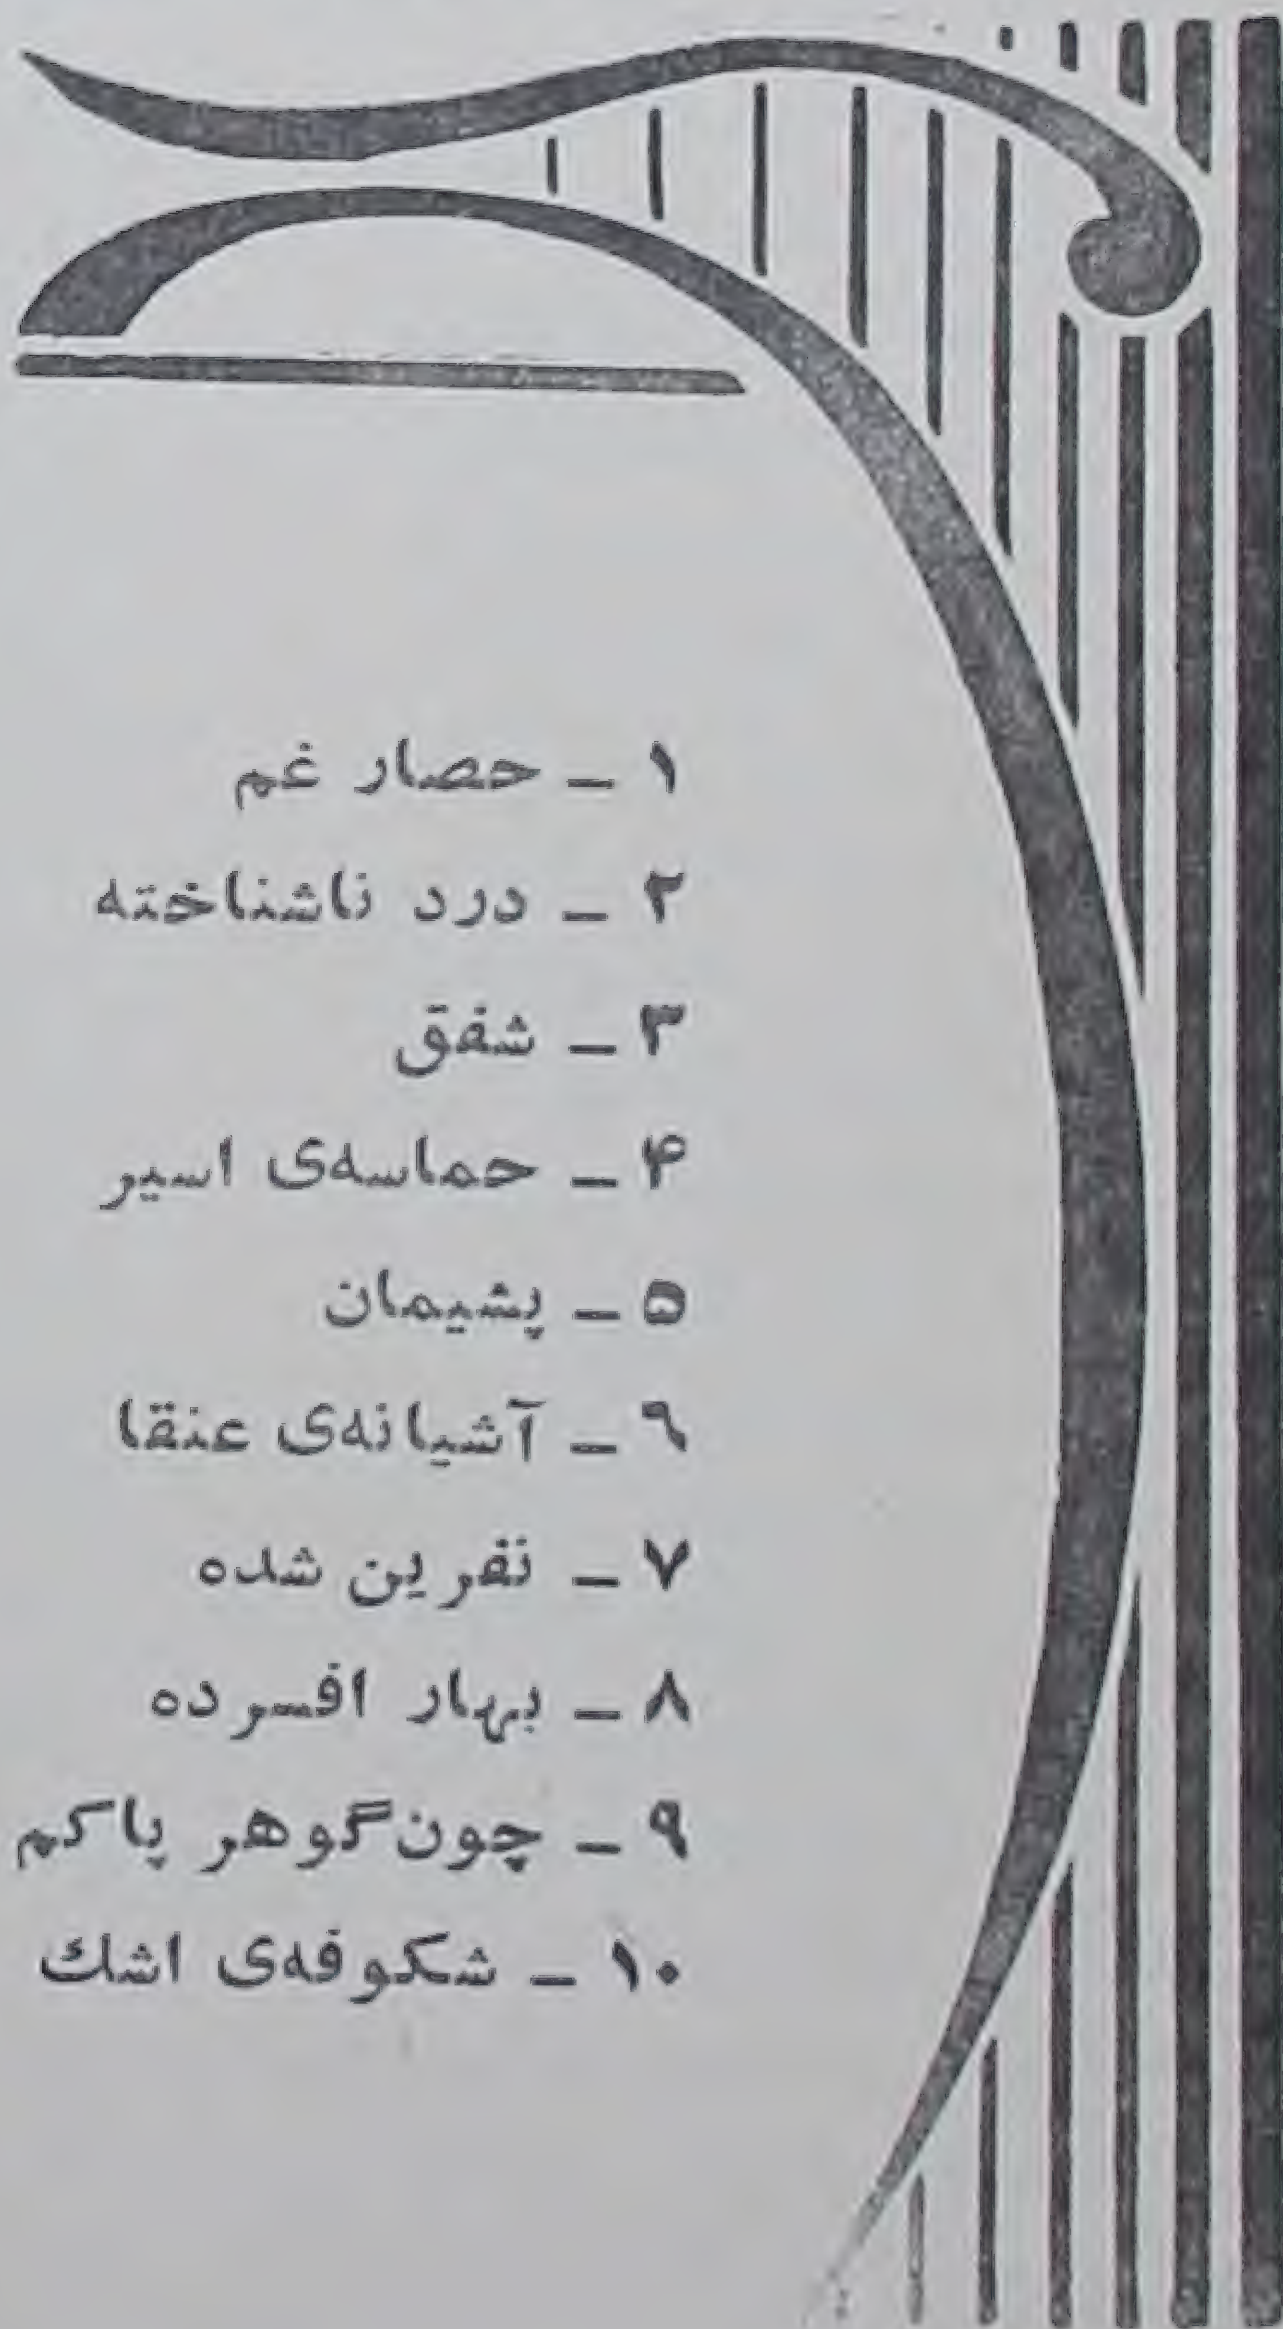 ۱ - حصار غم
۲ - درد ناشناخته
۳ - شفق
۴ - حماسه‌ی اسیر
۵ - پشیمان
۶ - آشیانه‌ی عنقا
۷ - نفرین شده
۸ - بهار افسرده
۹ - چون گوهر پاکم
۱۰ - شکوفه‌ی اشك